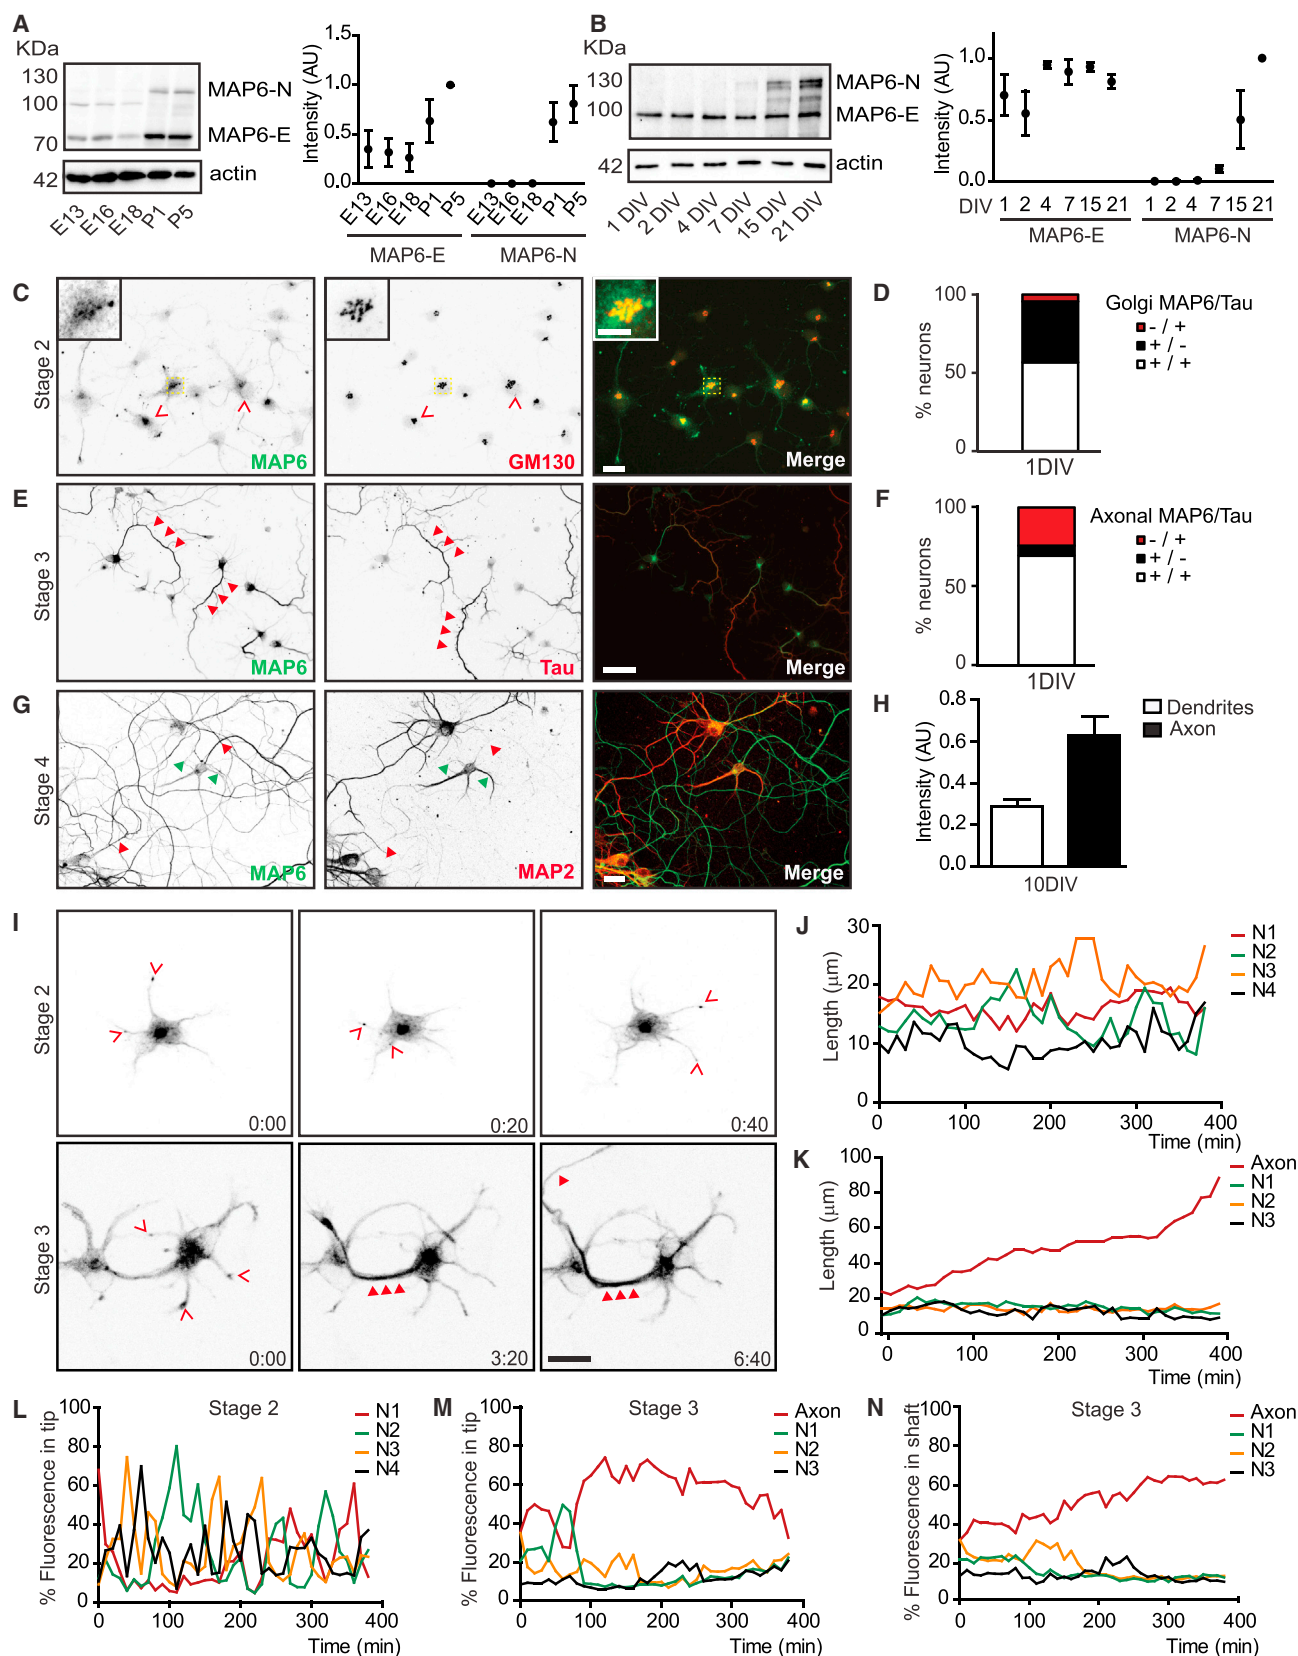 A
KDa
130
100
70
42
MAP6-N
MAP6-E
actin
E13 E16 E18 P1 P5
Intensity (AU)
1.5
1.0
0.5
0.0
E13 E16 E18 P1 P5 E13 E16 E18 P1 P5
MAP6-E MAP6-N
B
KDa
130
100
42
MAP6-N
MAP6-E
actin
1 DIV 2 DIV 4 DIV 7 DIV 15 DIV 21 DIV
Intensity (AU)
1.0
0.5
0.0
DIV 1 2 4 7 15 21 1 2 4 7 15 21
MAP6-E MAP6-N
C
Stage 2
MAP6
GM130
Merge
D
% neurons
100
50
0
1DIV
Golgi MAP6/Tau
- / +
+ / -
+ / +
E
Stage 3
MAP6
Tau
Merge
F
% neurons
100
50
0
1DIV
Axonal MAP6/Tau
- / +
+ / -
+ / +
G
Stage 4
MAP6
MAP2
Merge
H
Intensity (AU)
0.8
0.6
0.4
0.2
0.0
10DIV
Dendrites
Axon
I
Stage 2
0:00
0:20
0:40
Stage 3
0:00
3:20
6:40
J
Length (μm)
30
20
10
0
0 100 200 300 400
Time (min)
N1
N2
N3
N4
K
Length (μm)
100
80
60
40
20
0
0 100 200 300 400
Time (min)
Axon
N1
N2
N3
L
Stage 2
% Fluorescence in tip
100
80
60
40
20
0
0 100 200 300 400
Time (min)
N1
N2
N3
N4
M
Stage 3
% Fluorescence in tip
100
80
60
40
20
0
0 100 200 300 400
Time (min)
Axon
N1
N2
N3
N
Stage 3
% Fluorescence in shaft
100
80
60
40
20
0
0 100 200 300 400
Time (min)
Axon
N1
N2
N3